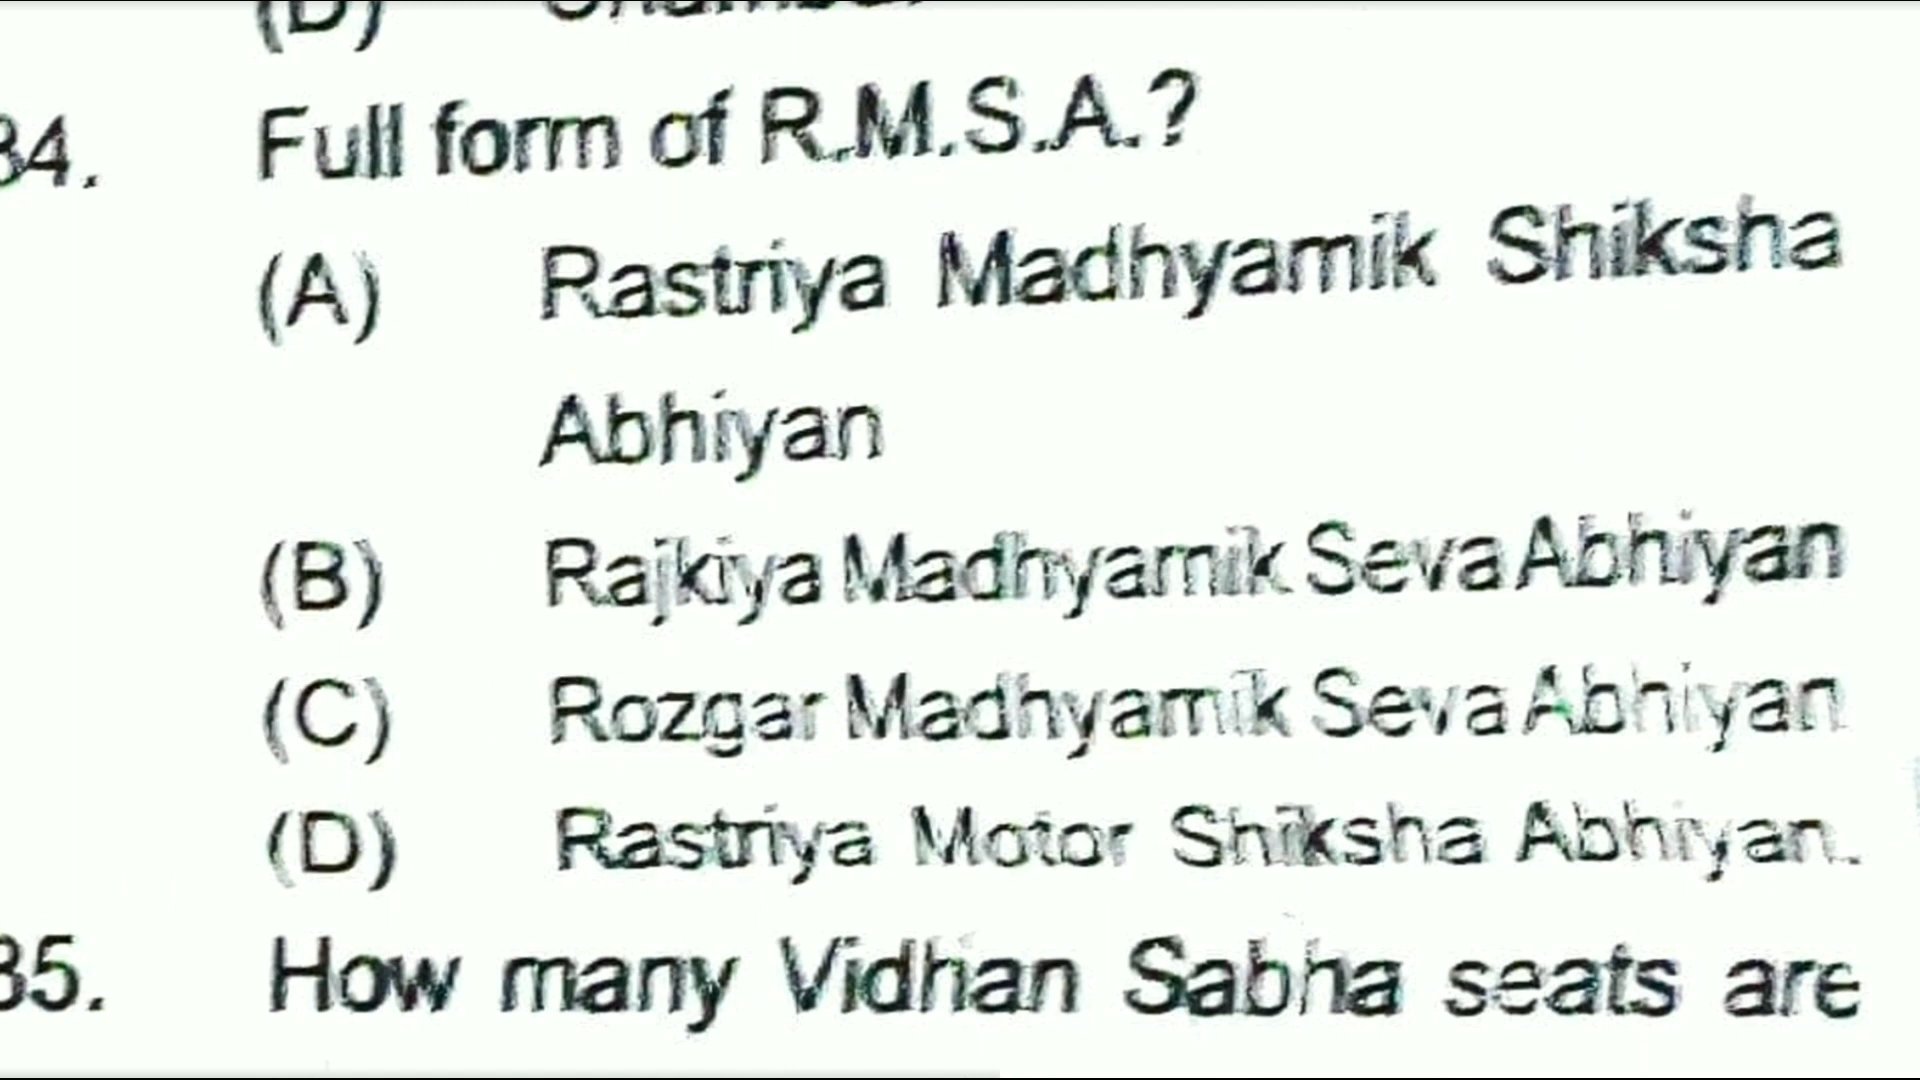 (D)
34. Full form of R.M.S.A.?
(A) Rastriya Madhyamik Shiksha
Abhiyan
(B) Rajkiya Madhyamik Seva Abhiyan
(C) Rozgar Madhyamik Seva Abhiyan
(D) Rastriya Motor Shiksha Abhiyan.
35. How many Vidhan Sabha seats are